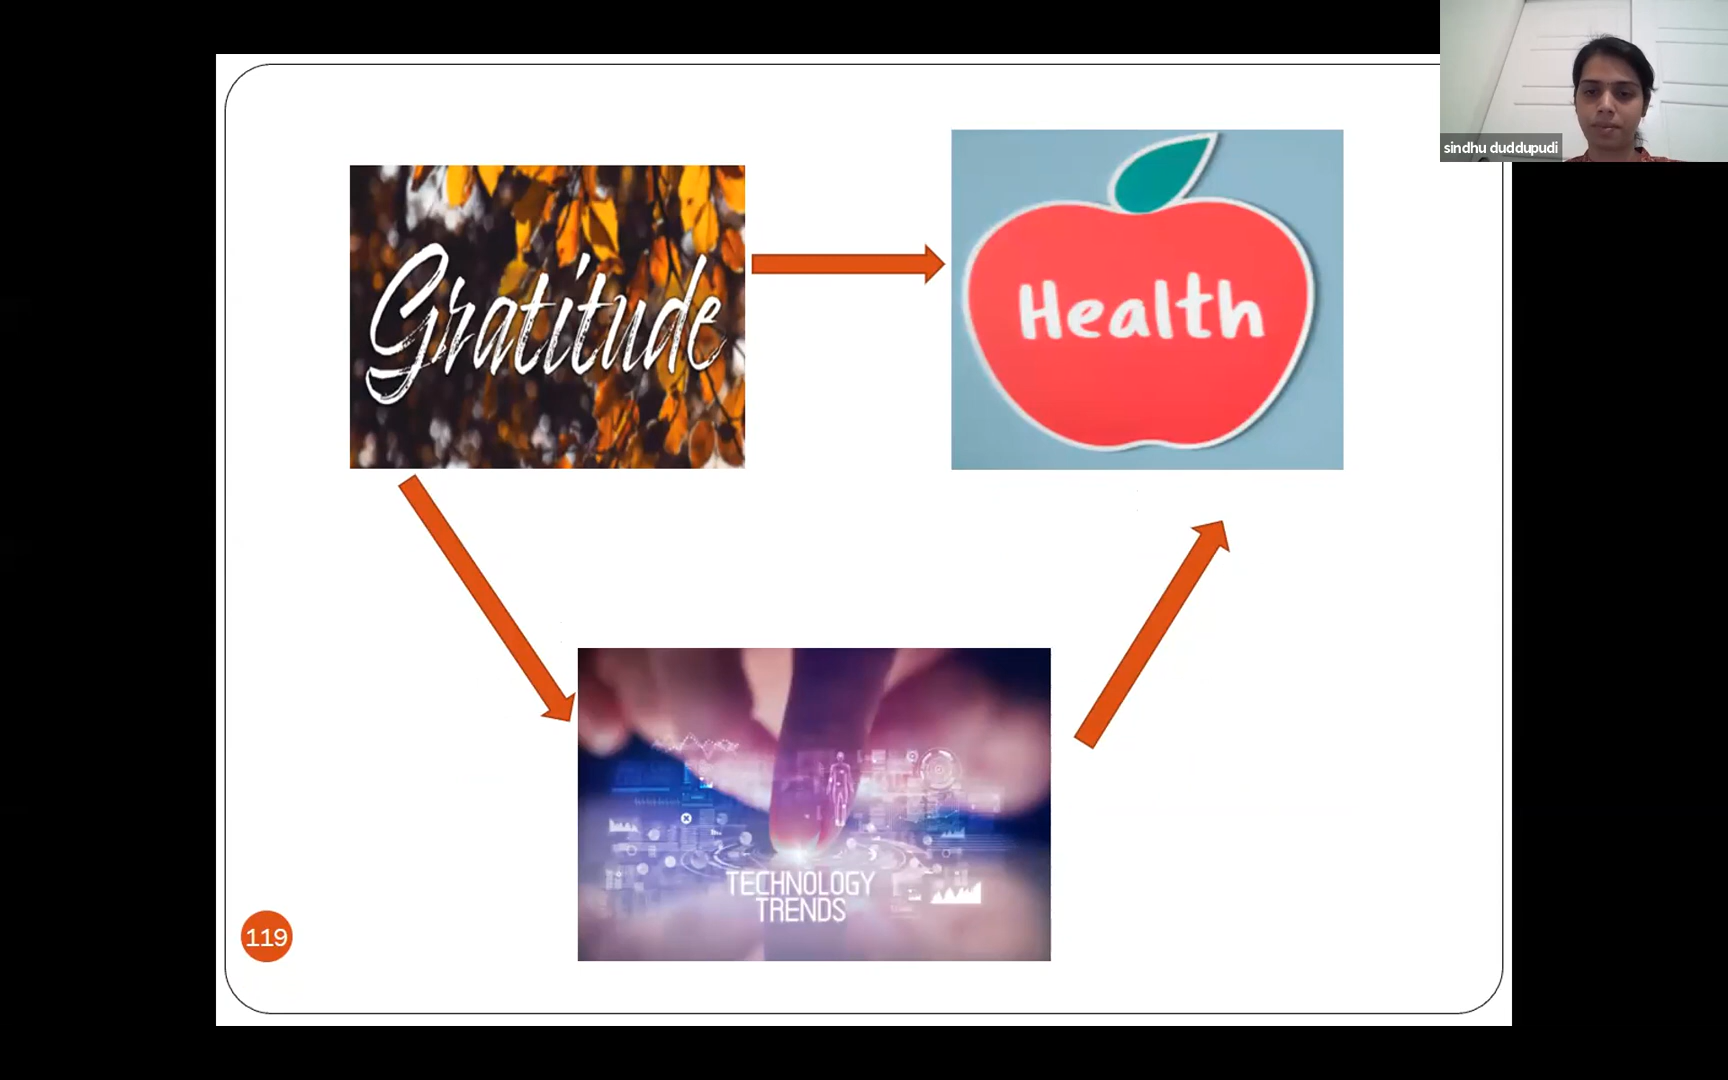 sindhu duddupudi
Gratitude
Health
TECHNOLOGY
TRENDS
119